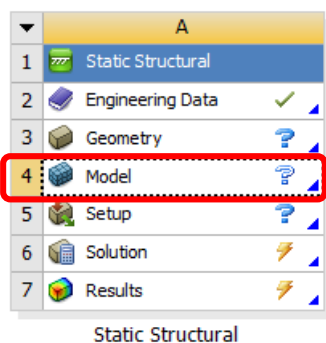 A
1 Static Structural
2 Engineering Data
3 Geometry
4 Model
5 Setup
6 Solution
7 Results
Static Structural